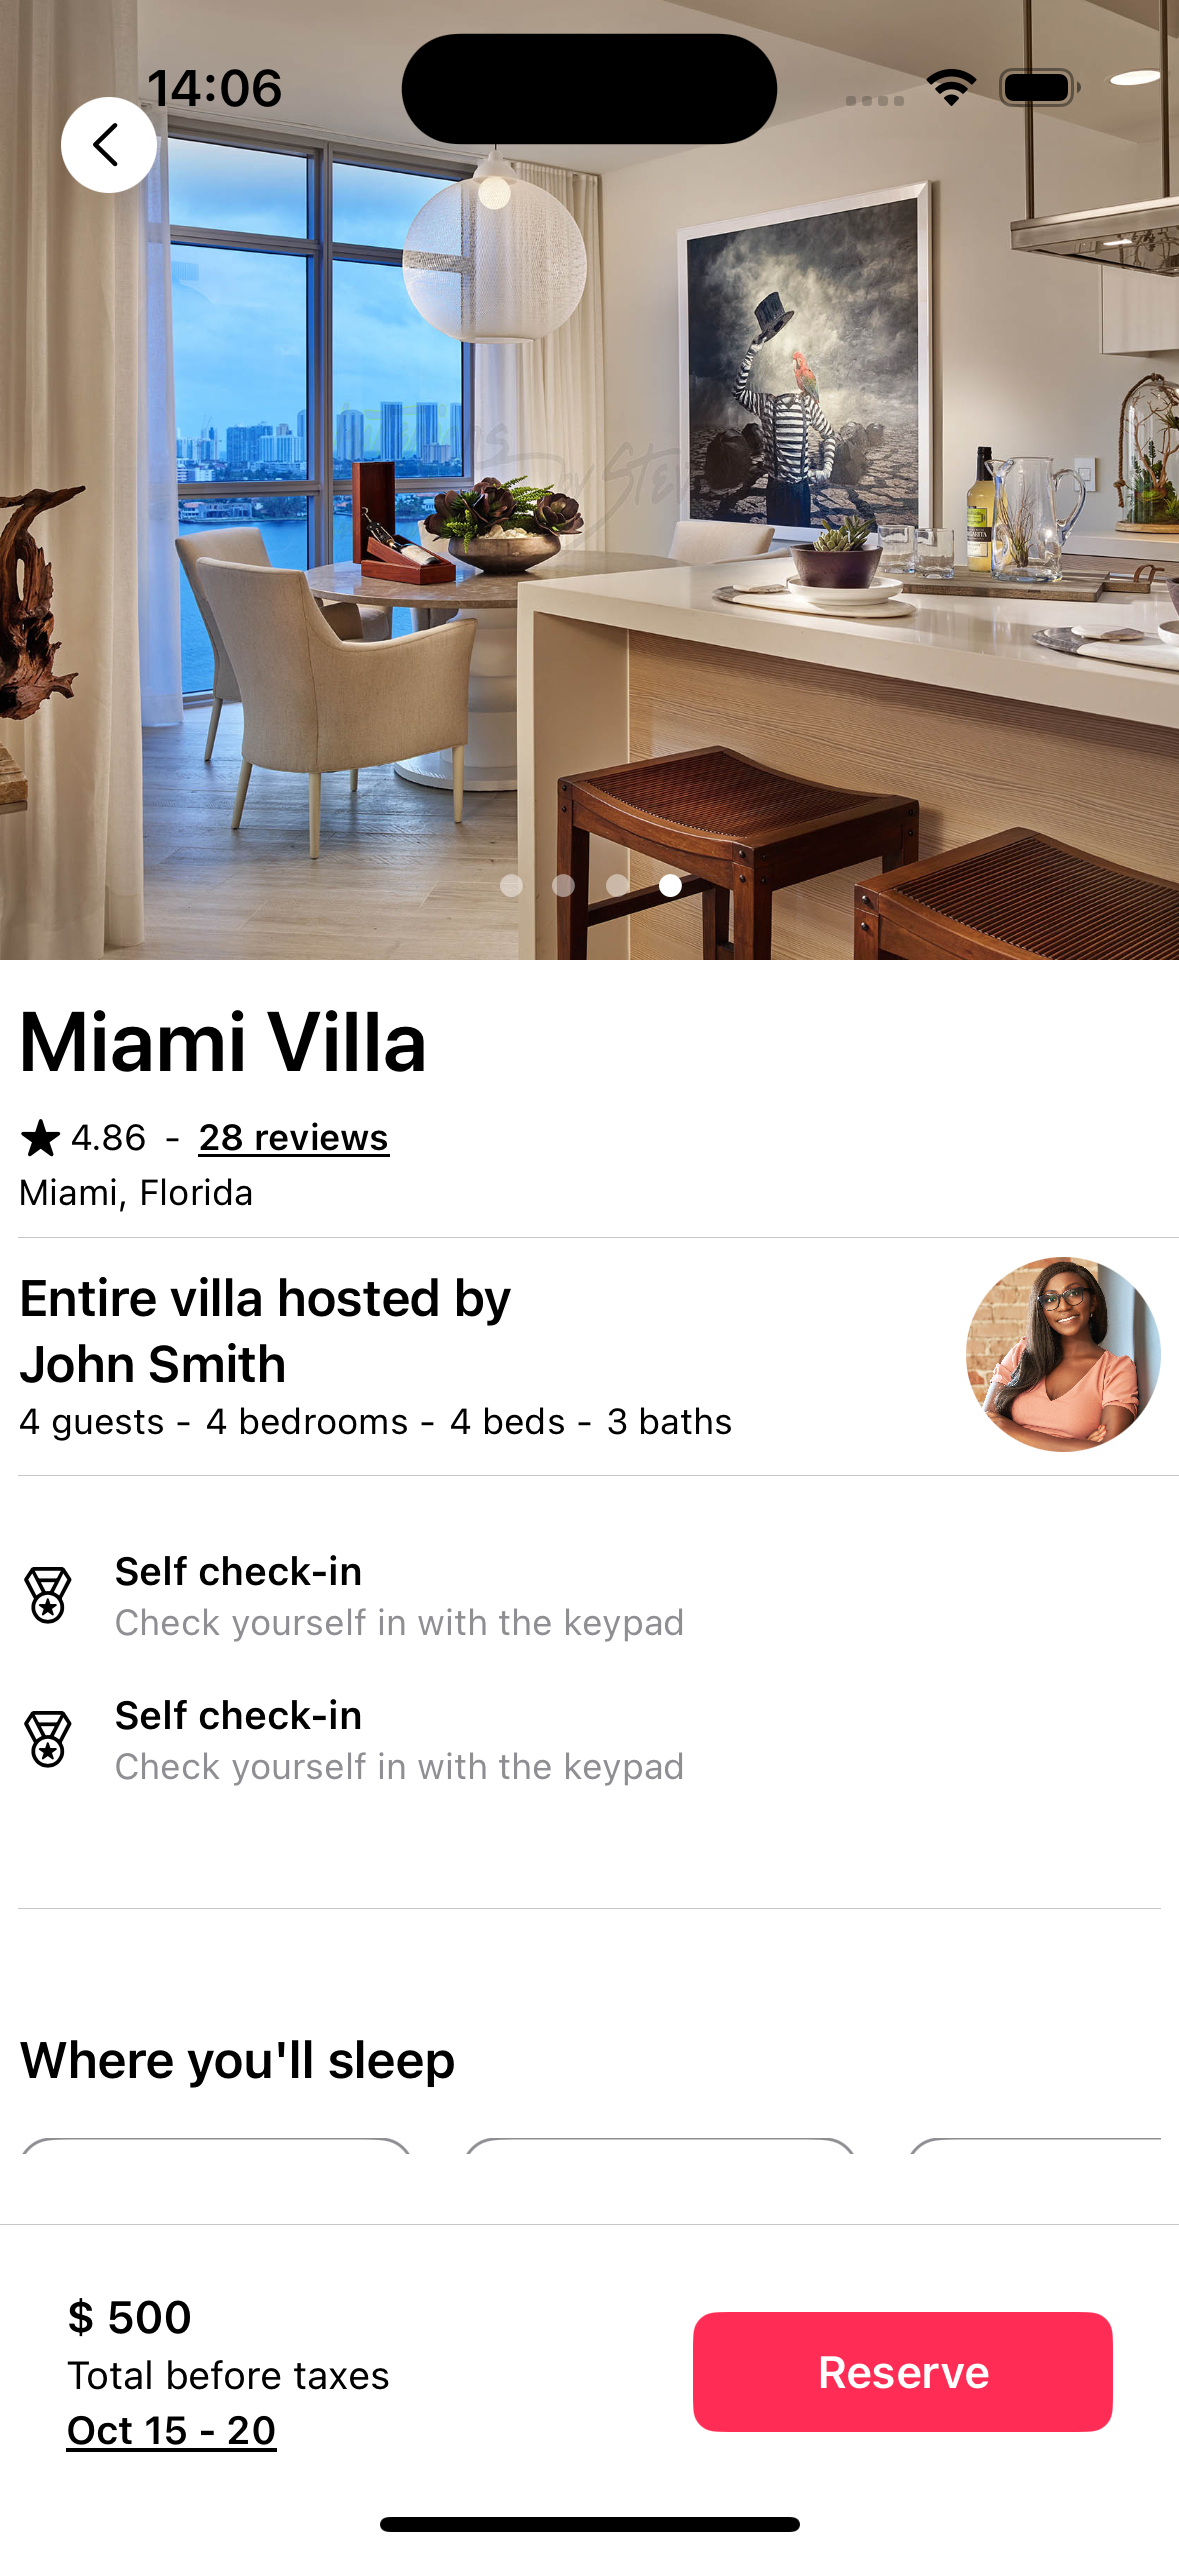 14:06
Miami Villa
4.86 - 28 reviews
Miami, Florida
Entire villa hosted by
John Smith
4 guests - 4 bedrooms - 4 beds - 3 baths
Self check-in
Check yourself in with the keypad
Self check-in
Check yourself in with the keypad
Where you'll sleep
$ 500
Total before taxes
Oct 15 - 20
Reserve